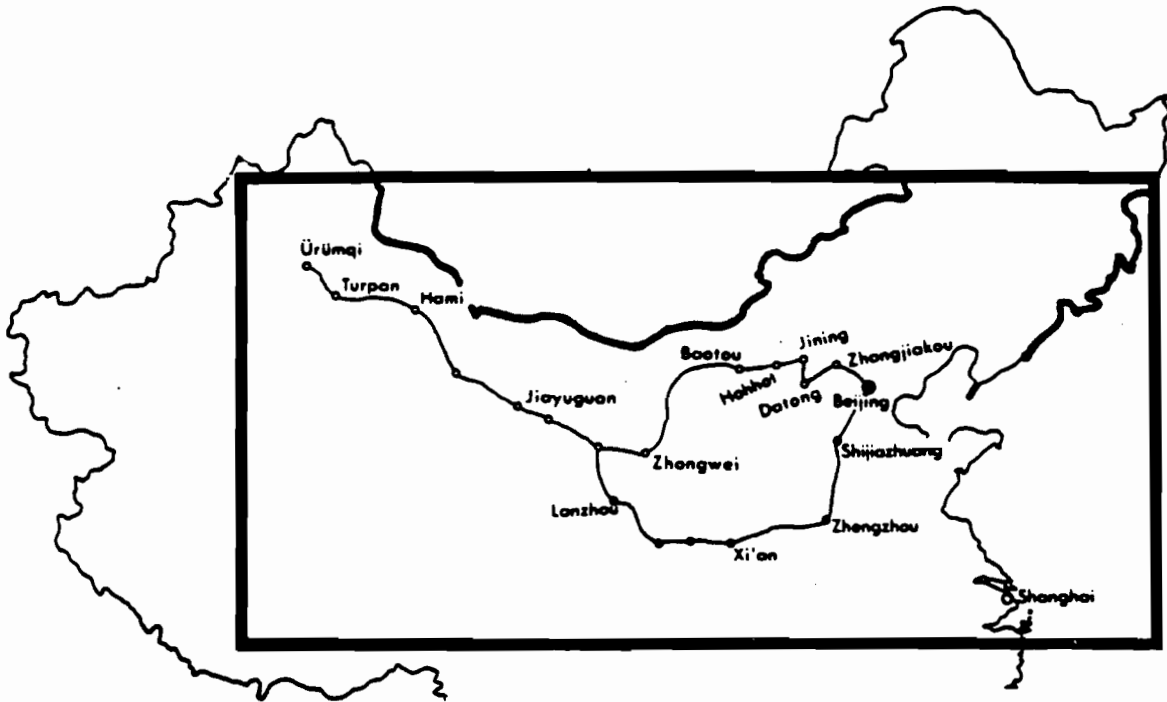 Ürümqi
Turpan
Hami
Jining
Baotou
Zhangjiakou
Hohhot
Datong
Beijing
Jiayuguan
Shijiazhuang
Zhongwei
Lanzhou
Zhengzhou
Xi'an
Shanghai